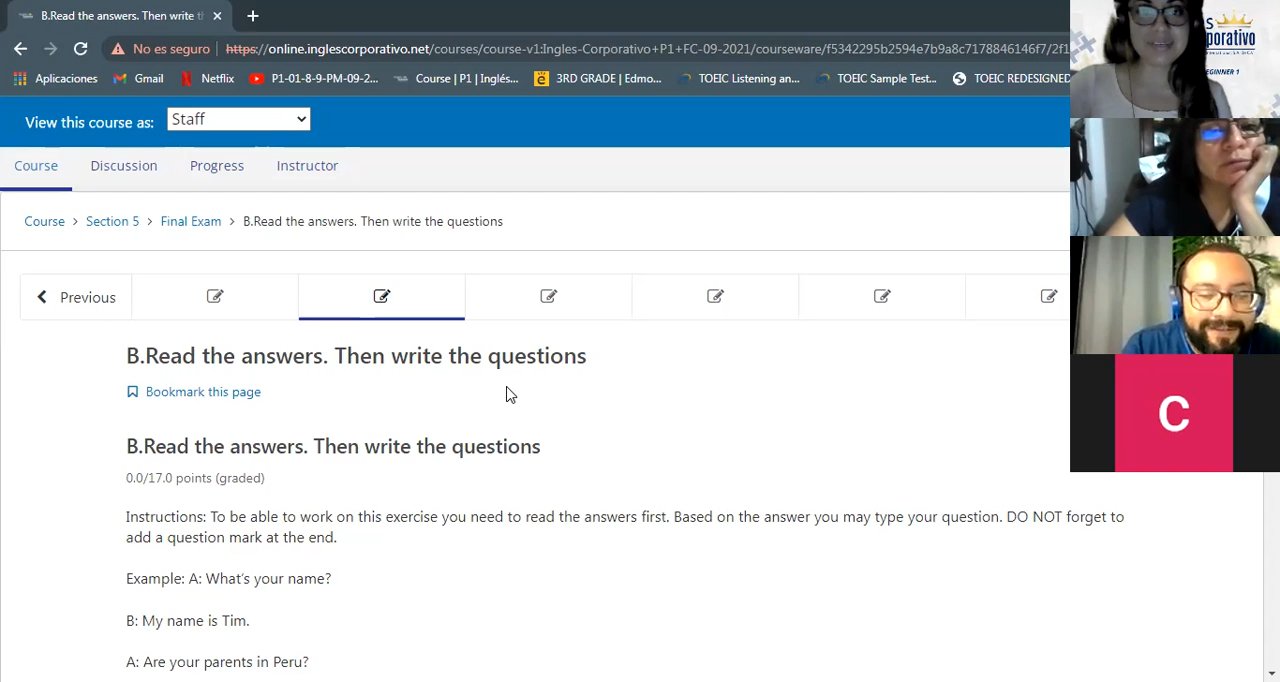 B.Read the answers. Then write t
No es seguro
https://online.inglescorporativo.net/courses/course-v1:Ingles-Corporativo+P1+FC-09-2021/courseware/f5342295b2594e7b9a8c7178846146f7/2f1
Aplicaciones
Gmail
Netflix
P1-01-8-9-PM-09-2...
Course | P1 | Inglés...
3RD GRADE | Edmo...
TOEIC Listening an...
TOEIC Sample Test...
TOEIC REDESIGNED
View this course as:
Staff
Course
Discussion
Progress
Instructor
Course > Section 5 > Final Exam > B.Read the answers. Then write the questions
Previous
B.Read the answers. Then write the questions
Bookmark this page
B.Read the answers. Then write the questions
0.0/17.0 points (graded)
Instructions: To be able to work on this exercise you need to read the answers first. Based on the answer you may type your question. DO NOT forget to
add a question mark at the end.
Example: A: What's your name?
B: My name is Tim.
A: Are your parents in Peru?
C